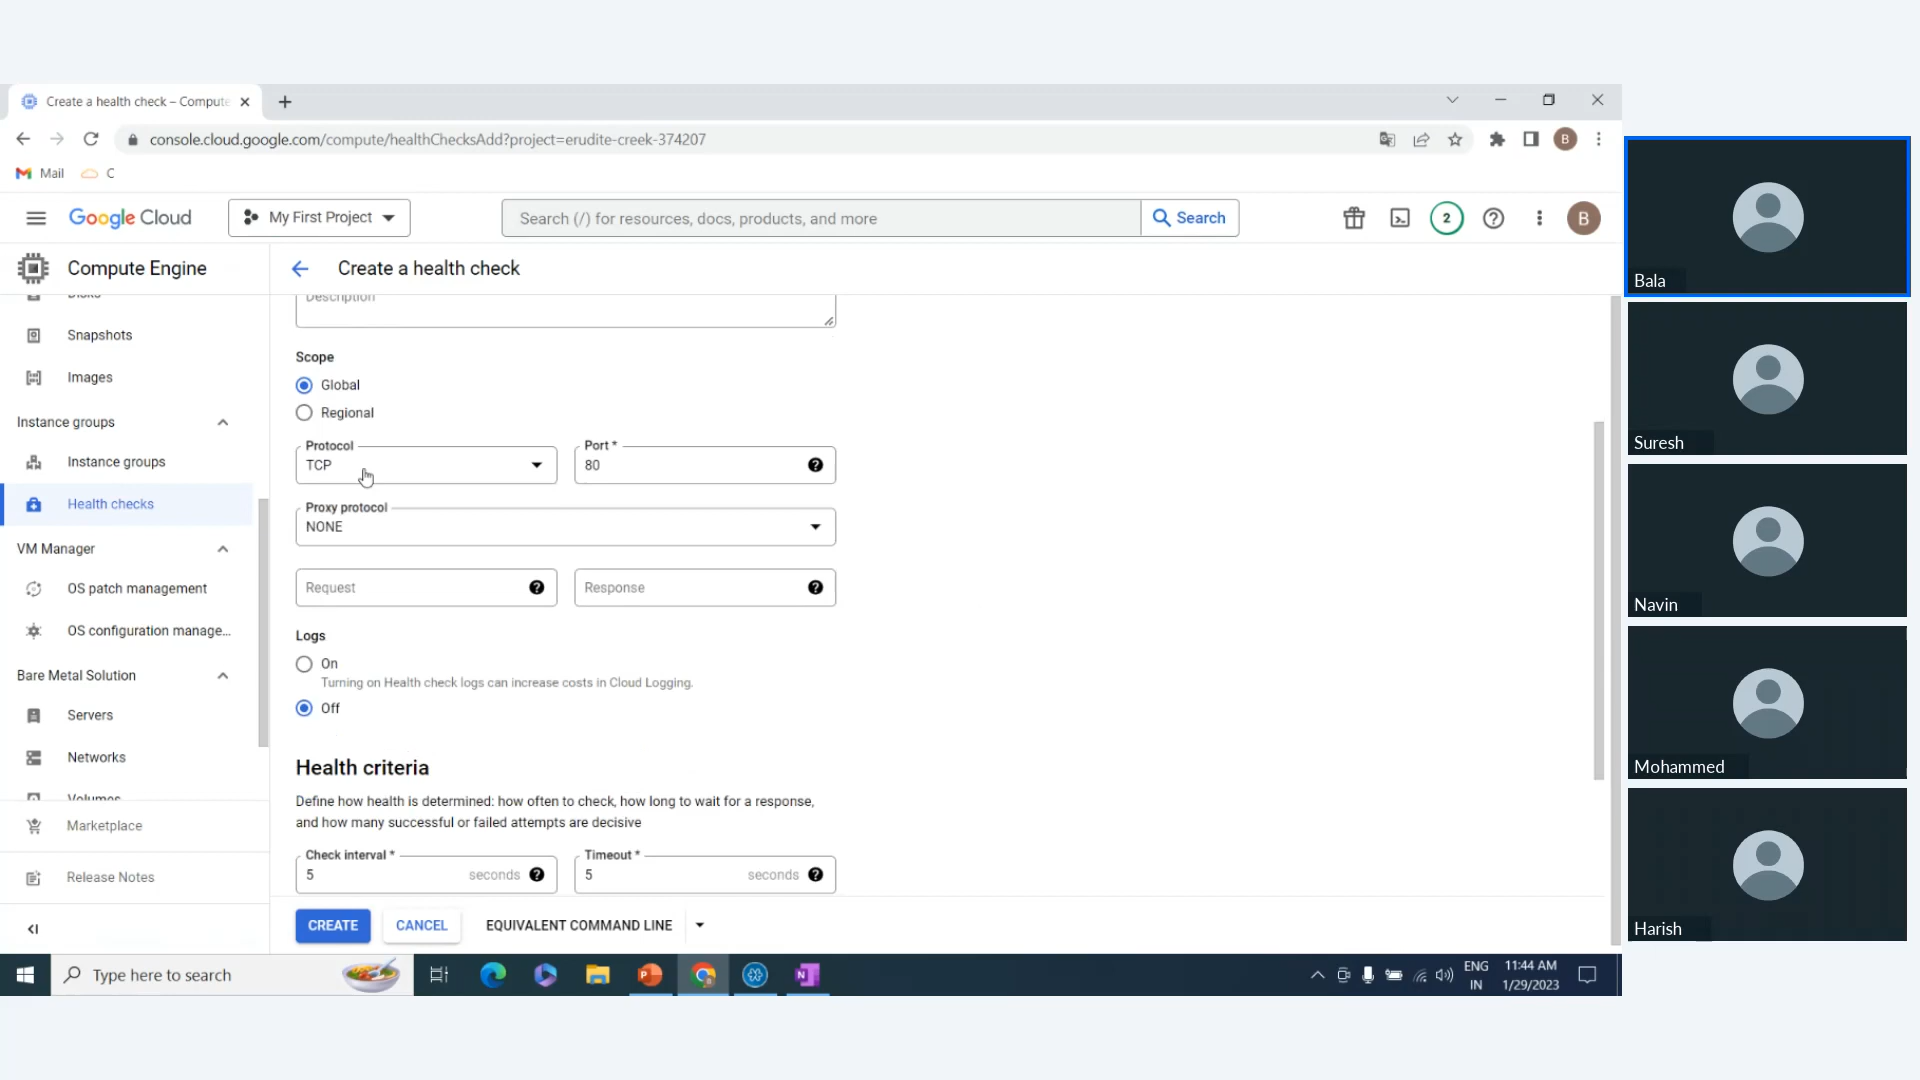 Create a health check – Compute
console.cloud.google.com/compute/healthChecksAdd?project=erudite-creek-374207
B
Mail
C
Google Cloud
My First Project
Search (/) for resources, docs, products, and more
Search
2
B
Compute Engine
Create a health check
Disks
Snapshots
Images
Instance groups
Instance groups
Health checks
VM Manager
OS patch management
OS configuration manage...
Bare Metal Solution
Servers
Networks
Volumes
Marketplace
Release Notes
Description
Scope
Global
Regional
Protocol
TCP
Port *
80
Proxy protocol
NONE
Request
Response
Logs
On
Turning on Health check logs can increase costs in Cloud Logging.
Off
Health criteria
Define how health is determined: how often to check, how long to wait for a response,
and how many successful or failed attempts are decisive
Check interval *
5 seconds
Timeout *
5 seconds
CREATE
CANCEL
EQUIVALENT COMMAND LINE
Type here to search
ENG
IN
11:44 AM
1/29/2023
Bala
Suresh
Navin
Mohammed
Harish